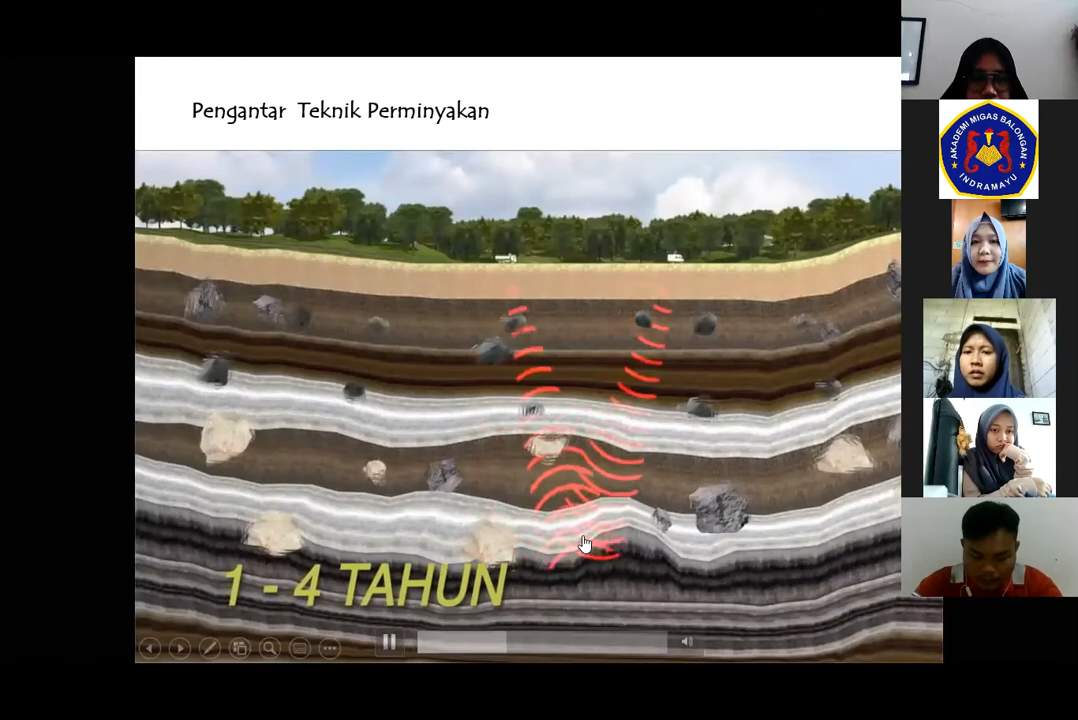 Pengantar Teknik Perminyakan
1 - 4 TAHUN
AKADEMI MIGAS BALONGAN
INDRAMAYU